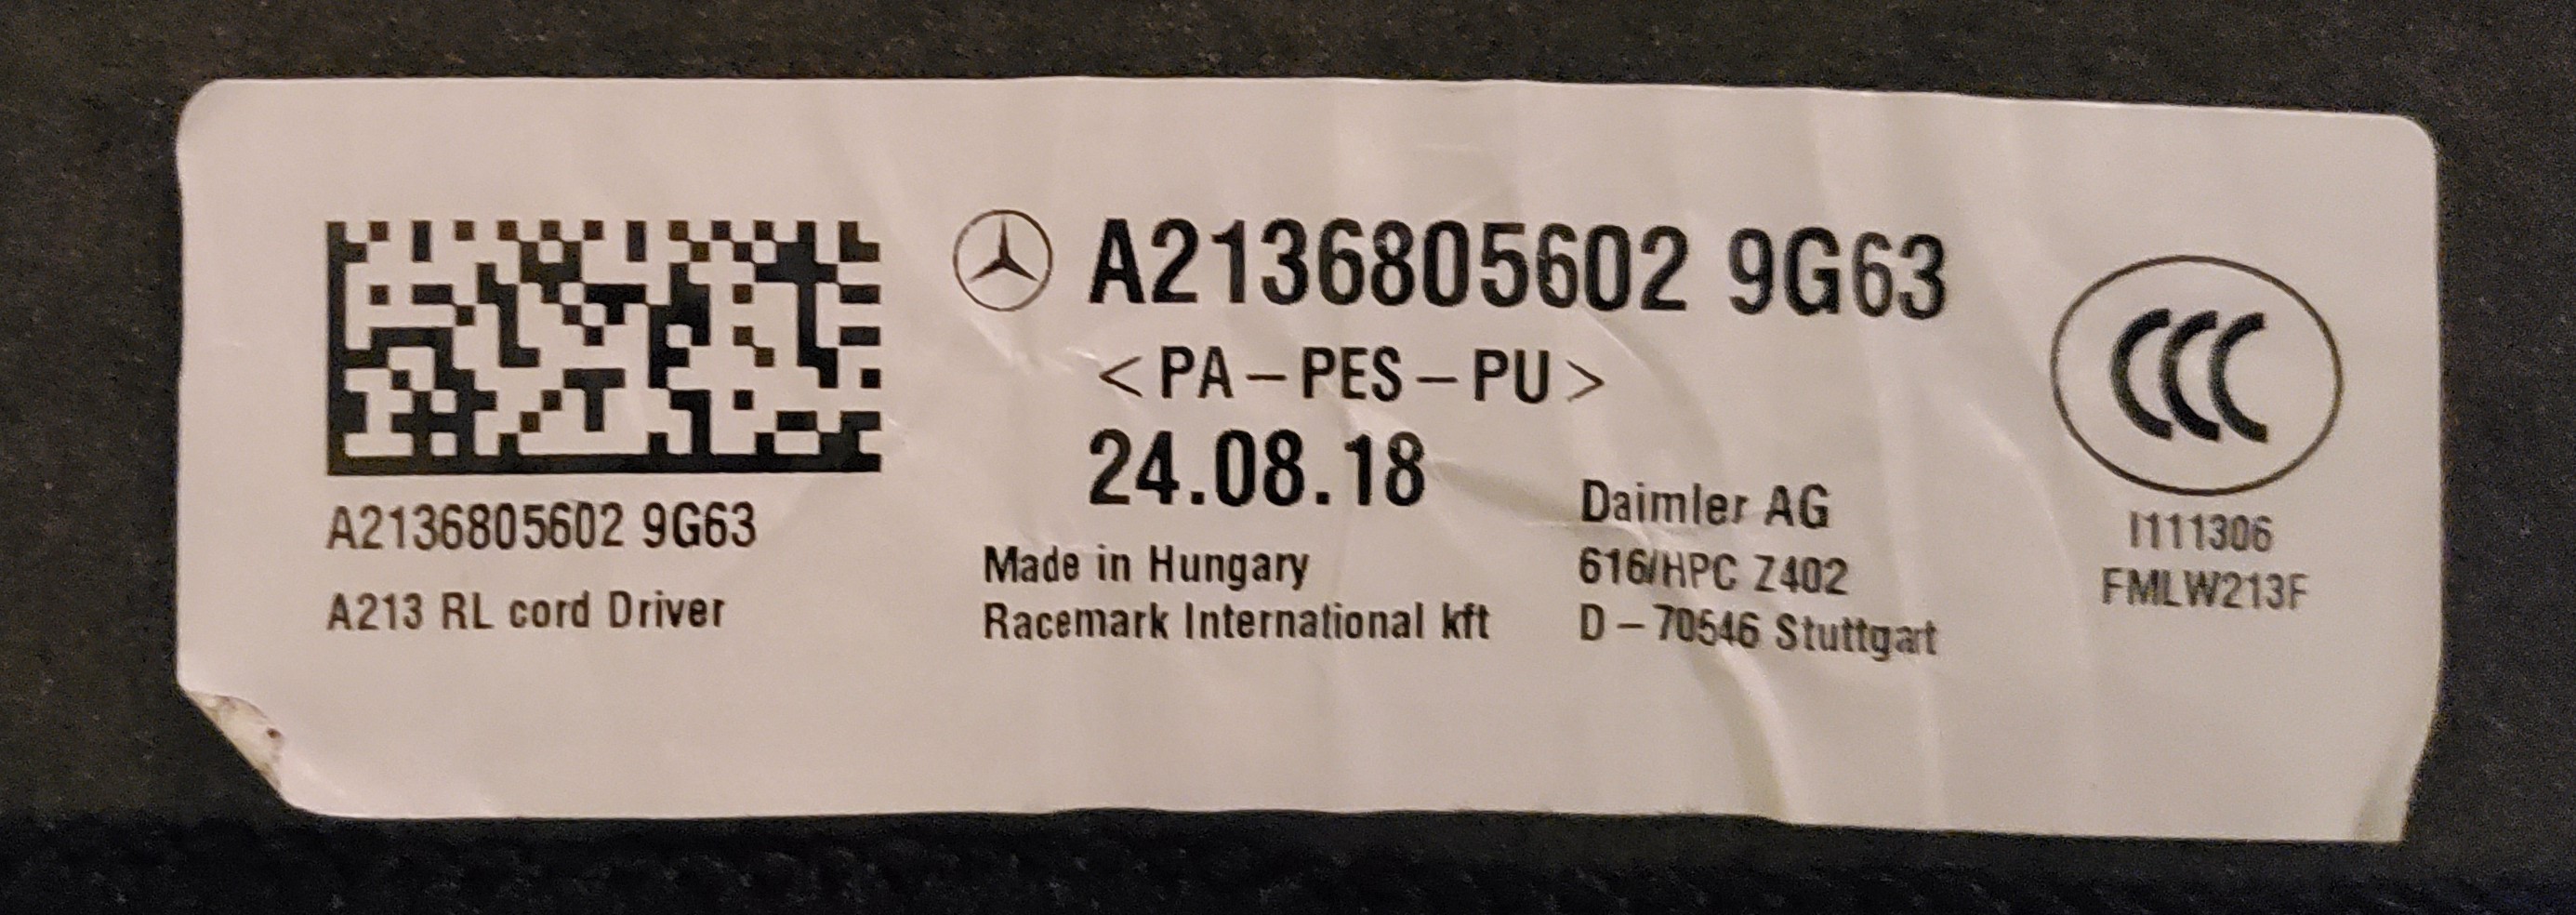 A2136805602 9G63
<PA-PES-PU>
24.08.18
A2136805602 9G63
A213 RL cord Driver
Made in Hungary
Racemark International kft
Daimler AG
616/HPC Z402
D-70546 Stuttgart
CCC
I111306
FMLW213F